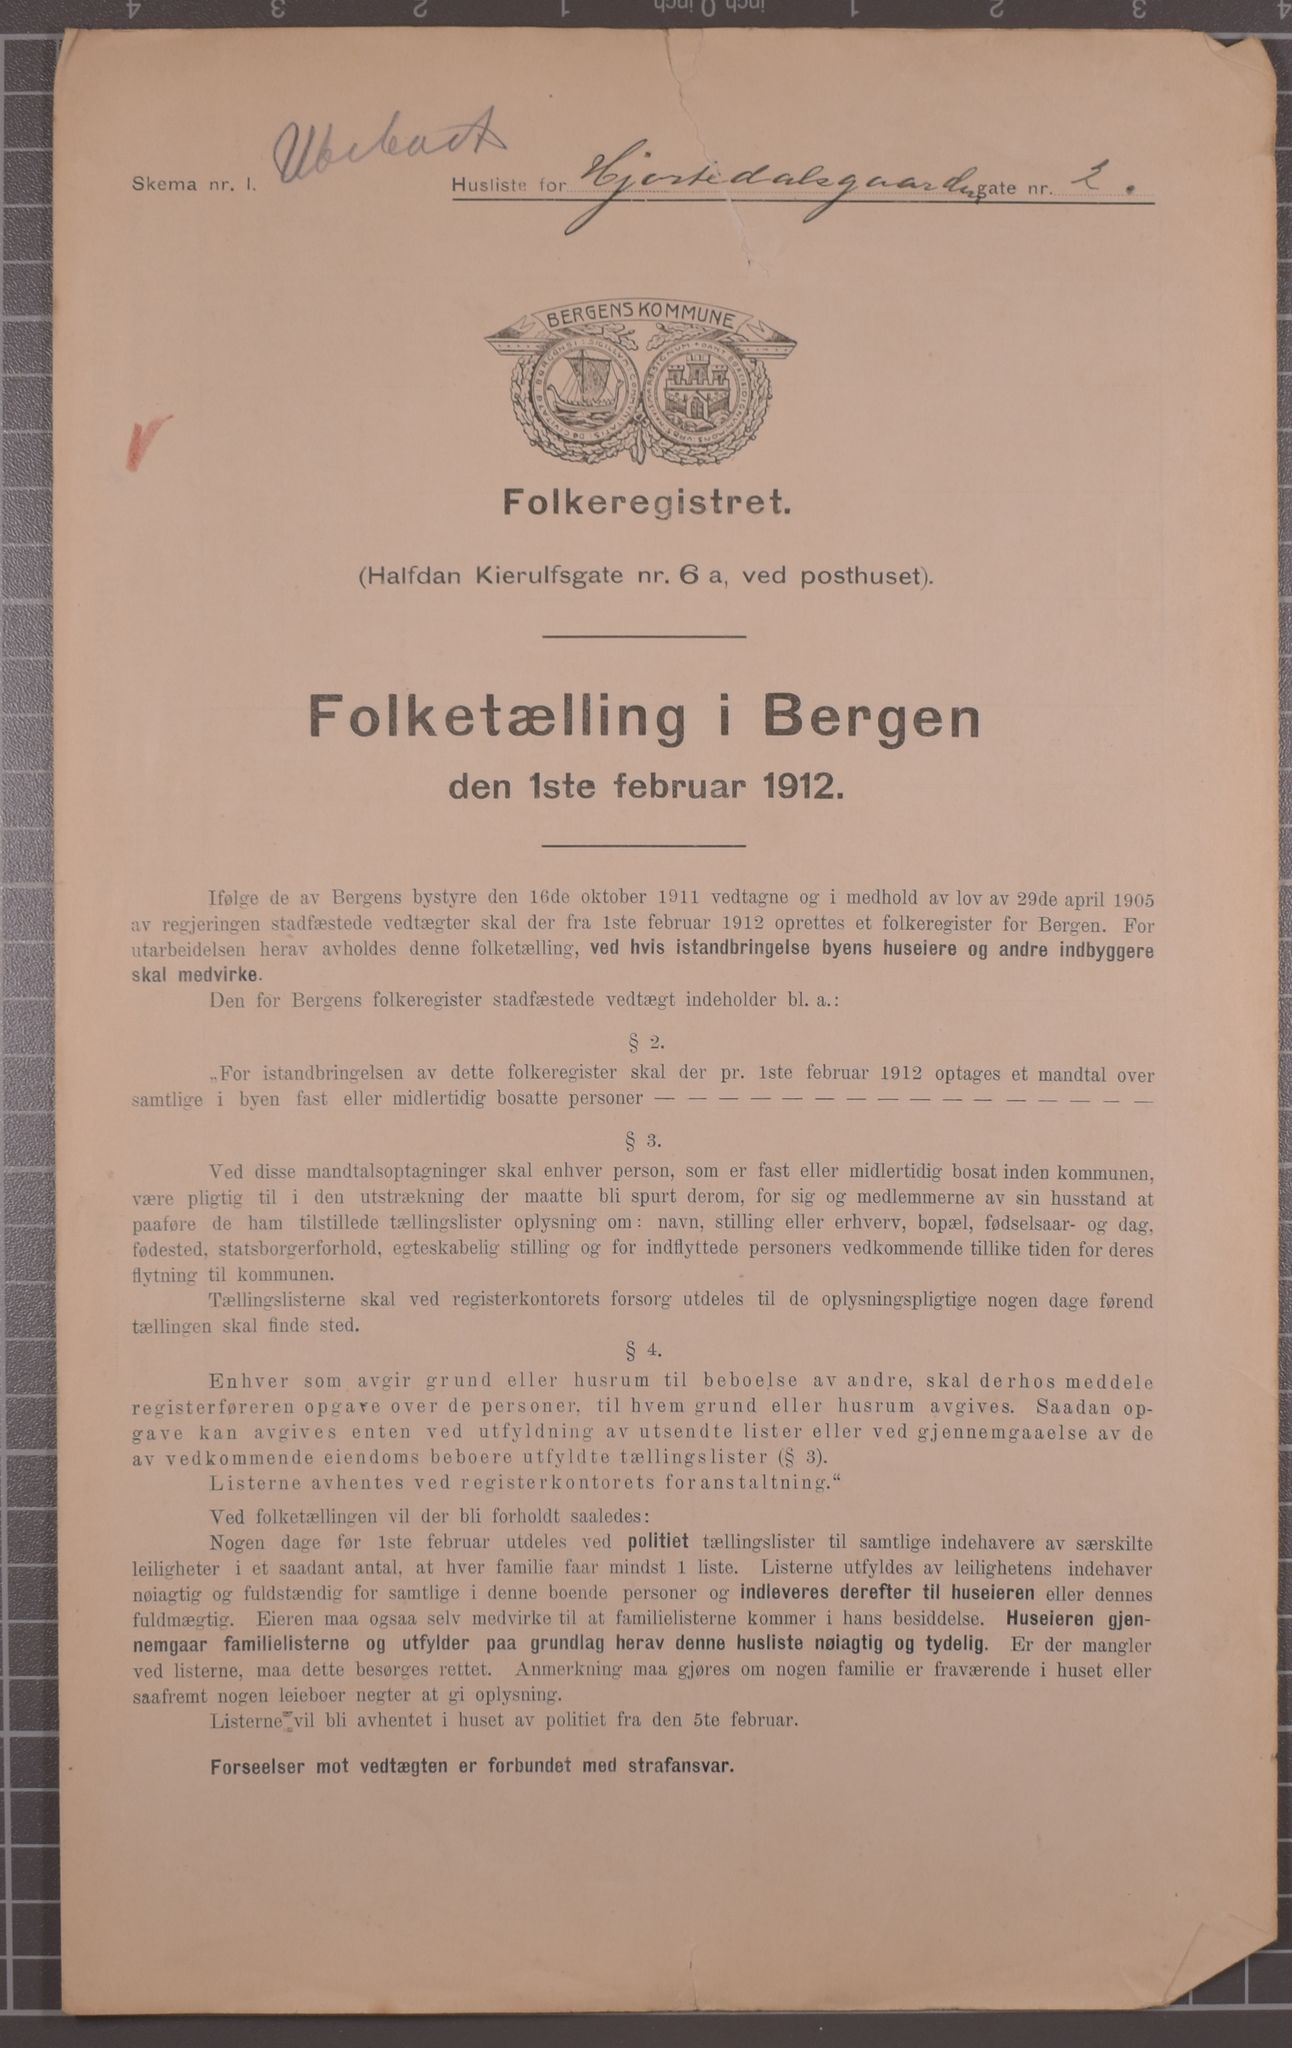 Ubebodt
Skema nr. 1.
Husliste for Hjortedalsgaarden gate nr. 2.
BERGENS KOMMUNE
Folkeregistret.
(Halfdan Kierulfsgate nr. 6 a, ved posthuset).
Folketælling i Bergen
den 1ste februar 1912.
Ifølge de av Bergens bystyre den 16de oktober 1911 vedtagne og i medhold av lov av 29de april 1905
av regjeringen stadfæstede vedtægter skal der fra 1ste februar 1912 oprettes et folkeregister for Bergen. For
utarbeidelsen herav avholdes denne folketælling, ved hvis istandbringelse byens huseiere og andre indbyggere
skal medvirke.
Den for Bergens folkeregister stadfæstede vedtægt indeholder bl. a.:
§ 2.
„For istandbringelsen av dette folkeregister skal der pr. 1ste februar 1912 optages et mandtal over
samtlige i byen fast eller midlertidig bosatte personer — — — — — — — — — — — — — — — —
§ 3.
Ved disse mandtalsoptagninger skal enhver person, som er fast eller midlertidig bosat inden kommunen,
være pligtig til i den utstrækning der maatte bli spurt derom, for sig og medlemmerne av sin husstand at
paaføre de ham tilstillede tællingslister oplysning om: navn, stilling eller erhverv, bopæl, fødselsaar- og dag,
fødested, statsborgerforhold, egteskabelig stilling og for indflyttede personers vedkommende tillike tiden for deres
flytning til kommunen.
Tællingslisterne skal ved registerkontorets forsorg utdeles til de oplysningspligtige nogen dage førend
tællingen skal finde sted.
§ 4.
Enhver som avgir grund eller husrum til beboelse av andre, skal derhos meddele
registerføreren opgave over de personer, til hvem grund eller husrum avgives. Saadan op-
gave kan avgives enten ved utfyldning av utsendte lister eller ved gjennemgaaelse av de
av vedkommende eiendoms beboere utfyldte tællingslister (§ 3).
Listerne avhentes ved registerkontorets foranstaltning.“
Ved folketællingen vil der bli forholdt saaledes:
Nogen dage før 1ste februar utdeles ved politiet tællingslister til samtlige indehavere av særskilte
leiligheter i et saadant antal, at hver familie faar mindst 1 liste. Listerne utfyldes av leilighetens indehaver
nøiagtig og fuldstændig for samtlige i denne boende personer og indleveres derefter til huseieren eller dennes
fuldmægtig. Eieren maa ogsaa selv medvirke til at familielisterne kommer i hans besiddelse. Huseieren gjen-
nemgaar familielisterne og utfylder paa grundlag herav denne husliste nøiagtig og tydelig. Er der mangler
ved listerne, maa dette besørges rettet. Anmerkning maa gjøres om nogen familie er fraværende i huset eller
saafremt nogen leieboer negter at gi oplysning.
Listerne vil bli avhentet i huset av politiet fra den 5te februar.
Forseelser mot vedtægten er forbundet med strafansvar.